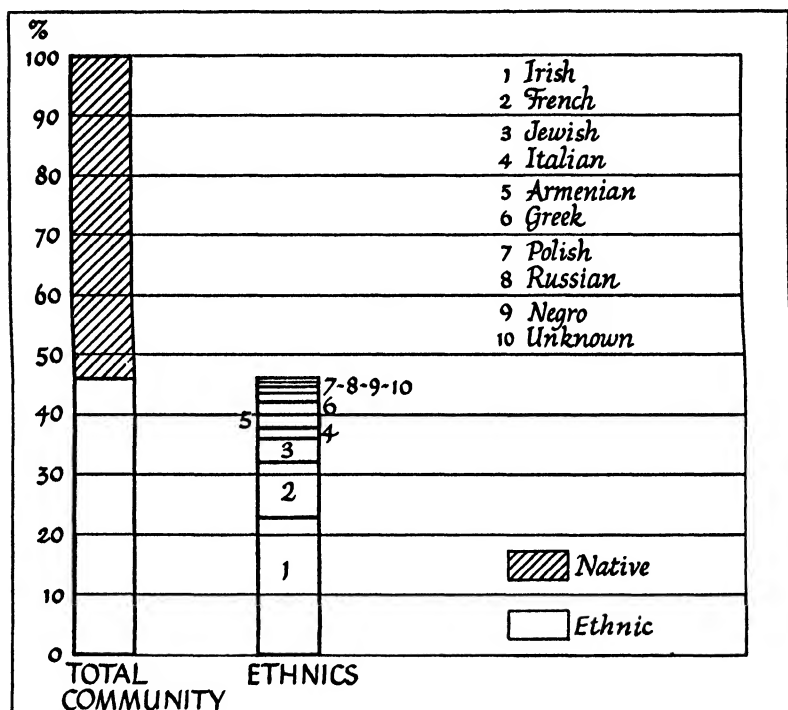 %
100
90
80
70
60
50
40
30
20
10
0
1 Irish
2 French
3 Jewish
4 Italian
5 Armenian
6 Greek
7 Polish
8 Russian
9 Negro
10 Unknown
7-8-9-10
6
5
4
3
2
1
Native
Ethnic
TOTAL
COMMUNITY
ETHNICS